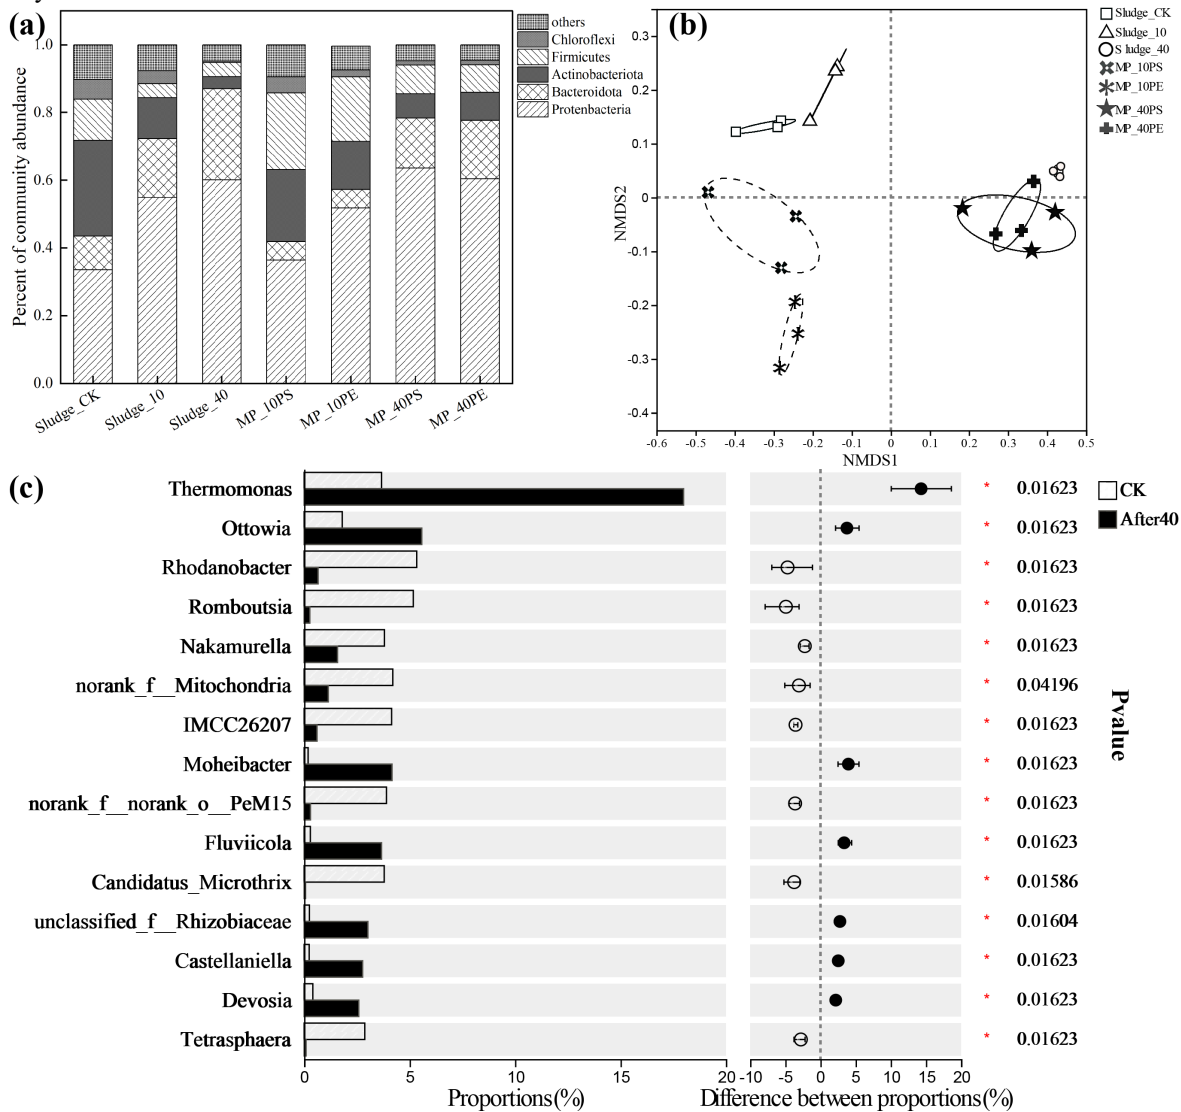 (a)
others
Chloroflexi
Firmicutes
Actinobacteriota
Bacteroidota
Protenbacteria
Percent of community abundance
1.0
0.8
0.6
0.4
0.2
0.0
Sludge_CK
Sludge_10
Sludge_40
MP_10PS
MP_10PE
MP_40PS
MP_40PE
(b)
Sludge_CK
Sludge_10
S ludge_40
MP_10PS
MP_10PE
MP_40PS
MP_40PE
NMDS2
0.3
0.2
0.1
0
-0.1
-0.2
-0.3
-0.4
-0.6 -0.5 -0.4 -0.3 -0.2 -0.1 0 0.1 0.2 0.3 0.4 0.5
NMDS1
(c)
CK
After40
Thermomonas * 0.01623
Ottowia * 0.01623
Rhodanobacter * 0.01623
Romboutsia * 0.01623
Nakamurella * 0.01623
norank_f__Mitochondria * 0.04196
IMCC26207 * 0.01623
Moheibacter * 0.01623
norank_f__norank_o__PeM15 * 0.01623
Fluviicola * 0.01623
Candidatus_Microthrix * 0.01586
unclassified_f__Rhizobiaceae * 0.01604
Castellaniella * 0.01623
Devosia * 0.01623
Tetrasphaera * 0.01623
Pvalue
0 5 10 15 20
Proportions(%)
-10 -5 0 5 10 15 20
Difference between proportions(%)